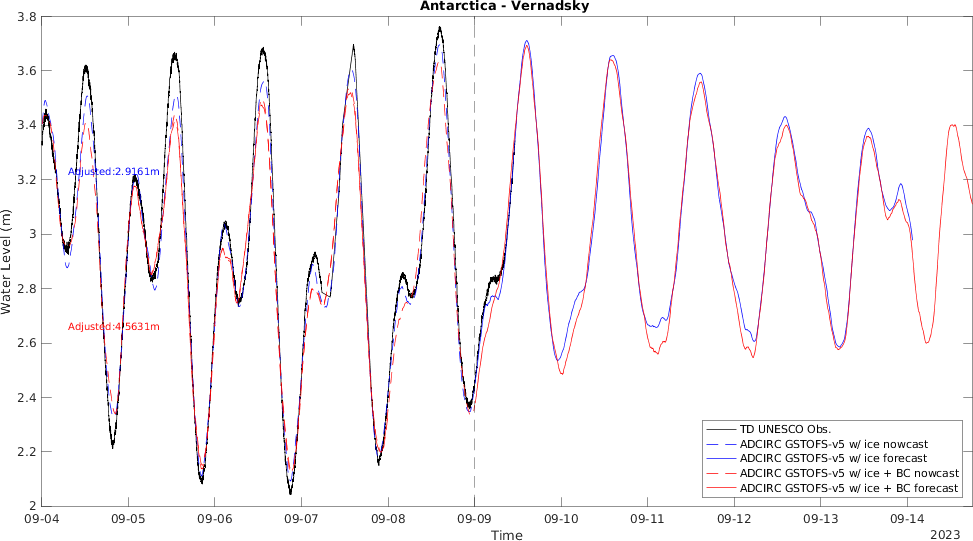 Antarctica - Vernadsky
3.8
3.6
3.4
3.2
3
2.8
2.6
2.4
2.2
2
Water Level (m)
Adjusted:2.9161m
Adjusted:4.5631m
TD UNESCO Obs.
ADCIRC GSTOFS-v5 w/ ice nowcast
ADCIRC GSTOFS-v5 w/ ice forecast
ADCIRC GSTOFS-v5 w/ ice + BC nowcast
ADCIRC GSTOFS-v5 w/ ice + BC forecast
09-04 09-05 09-06 09-07 09-08 09-09 09-10 09-11 09-12 09-13 09-14
Time
2023